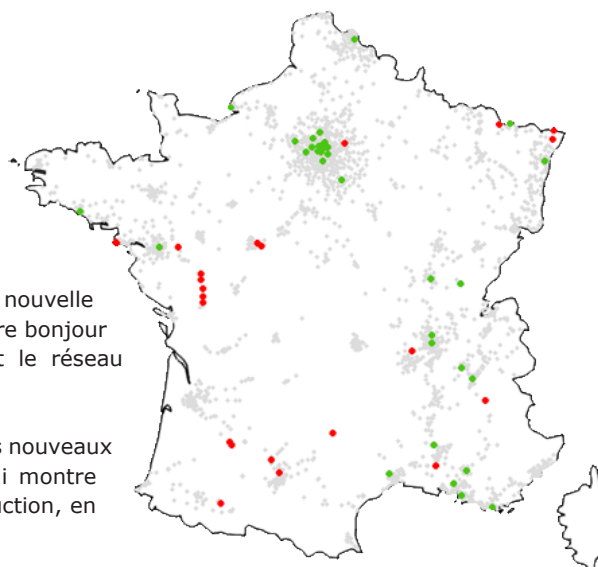 nouvelle
re bonjour
t le réseau
s nouveaux
i montre
uction, en